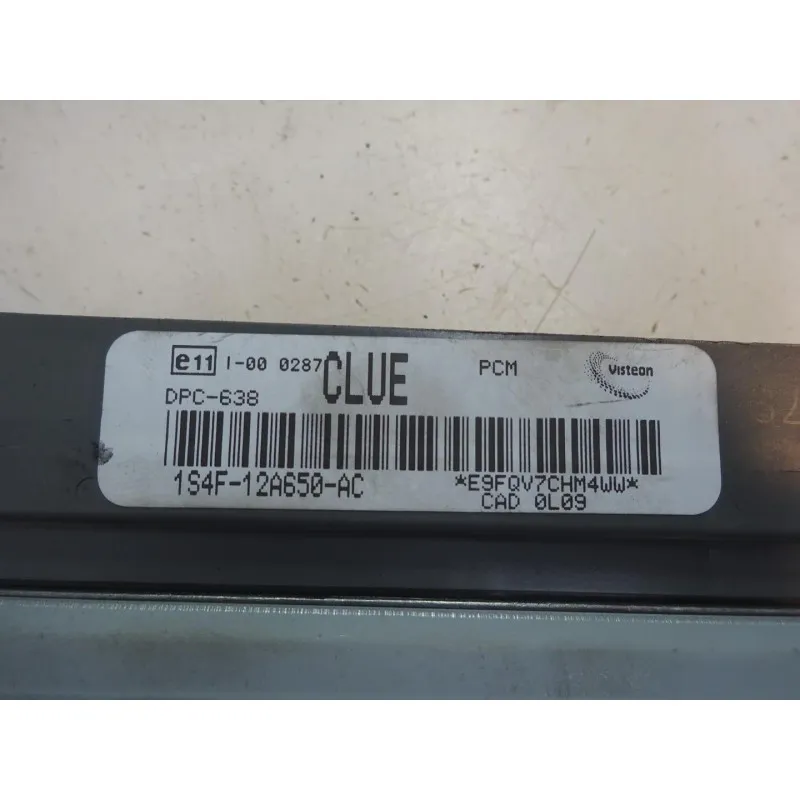 e11 I-00 0287 CLUE PCM Visteon
DPC-638
1S4F-12A650-AC *E9FQV7CHM4WW*
CAD 0L09